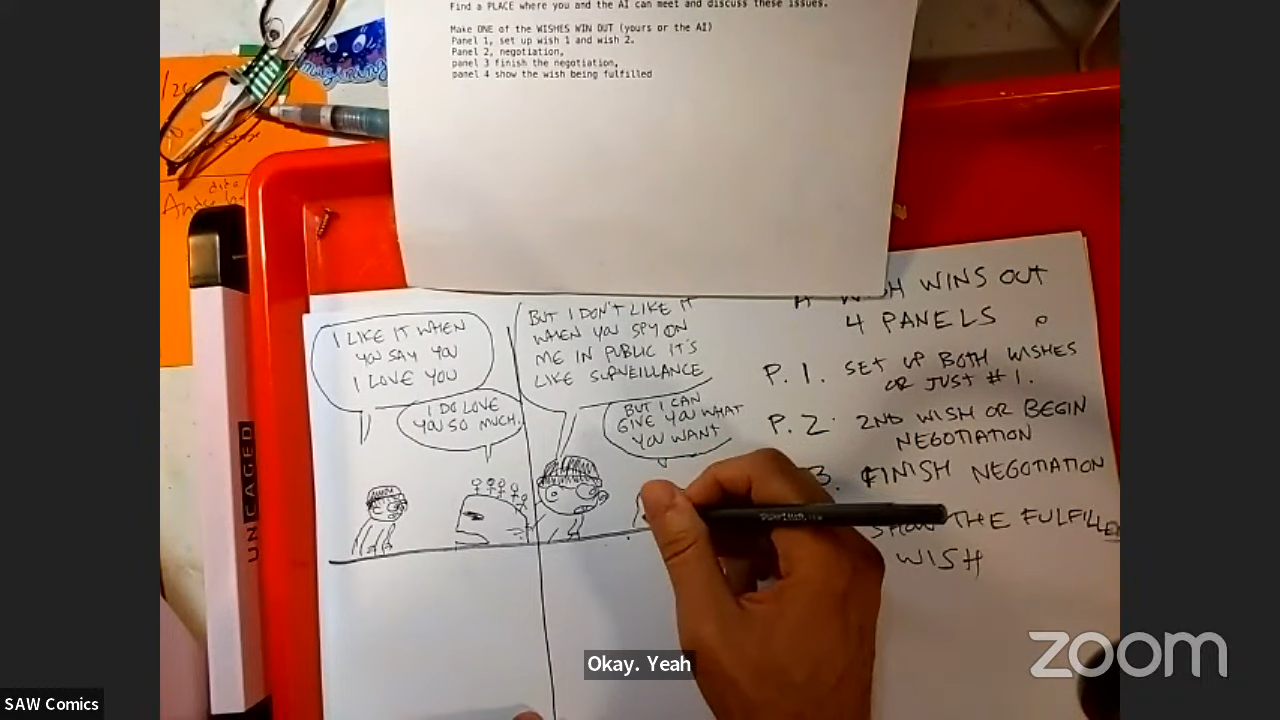 Find a PLACE where you and the AI can meet and discuss these issues.
Make ONE of the WISHES WIN OUT (yours or the AI)
Panel 1, set up wish 1 and wish 2.
Panel 2, negotiation,
panel 3 finish the negotiation,
panel 4 show the wish being fulfilled
imagining
UNCAGED
I LIKE IT WHEN
YOU SAY YOU
I LOVE YOU
I DO LOVE
YOU SO MUCH.
BUT I DON'T LIKE IT
WHEN YOU SPY ON
ME IN PUBLIC IT'S
LIKE SURVEILLANCE
BUT I CAN
GIVE YOU WHAT
YOU WANT
A WISH WINS OUT
4 PANELS
P. 1. SET UP BOTH WISHES
OR JUST #1.
P. 2. 2ND WISH OR BEGIN
NEGOTIATION
3. FINISH NEGOTIATION
SHOW THE FULFILLED
WISH
Okay. Yeah
zoom
SAW Comics